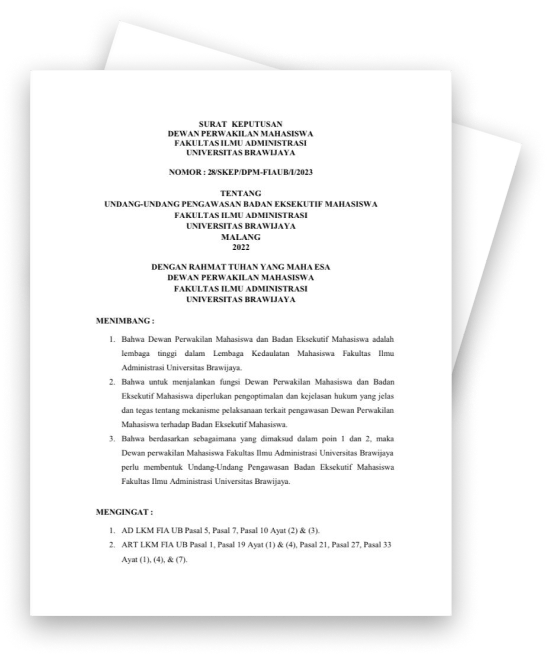 SURAT KEPUTUSAN
DEWAN PERWAKILAN MAHASISWA
FAKULTAS ILMU ADMINISTRASI
UNIVERSITAS BRAWIJAYA
NOMOR : 28/SKEP/DPM-FIAUB/I/2023
TENTANG
UNDANG-UNDANG PENGAWASAN BADAN EKSEKUTIF MAHASISWA
FAKULTAS ILMU ADMINISTRASI
UNIVERSITAS BRAWIJAYA
MALANG
2022
DENGAN RAHMAT TUHAN YANG MAHA ESA
DEWAN PERWAKILAN MAHASISWA
FAKULTAS ILMU ADMINISTRASI
UNIVERSITAS BRAWIJAYA
MENIMBANG :
1. Bahwa Dewan Perwakilan Mahasiswa dan Badan Eksekutif Mahasiswa adalah
lembaga tinggi dalam Lembaga Kedaulatan Mahasiswa Fakultas Ilmu
Administrasi Universitas Brawijaya.
2. Bahwa untuk menjalankan fungsi Dewan Perwakilan Mahasiswa dan Badan
Eksekutif Mahasiswa diperlukan pengoptimalan dan kejelasan hukum yang jelas
dan tegas tentang mekanisme pelaksanaan terkait pengawasan Dewan Perwakilan
Mahasiswa terhadap Badan Eksekutif Mahasiswa.
3. Bahwa berdasarkan sebagaimana yang dimaksud dalam poin 1 dan 2, maka
Dewan perwakilan Mahasiswa Fakultas Ilmu Administrasi Universitas Brawijaya
perlu membentuk Undang-Undang Pengawasan Badan Eksekutif Mahasiswa
Fakultas Ilmu Administrasi Universitas Brawijaya.
MENGINGAT :
1. AD LKM FIA UB Pasal 5, Pasal 7, Pasal 10 Ayat (2) & (3).
2. ART LKM FIA UB Pasal 1, Pasal 19 Ayat (1) & (4), Pasal 21, Pasal 27, Pasal 33
Ayat (1), (4), & (7).